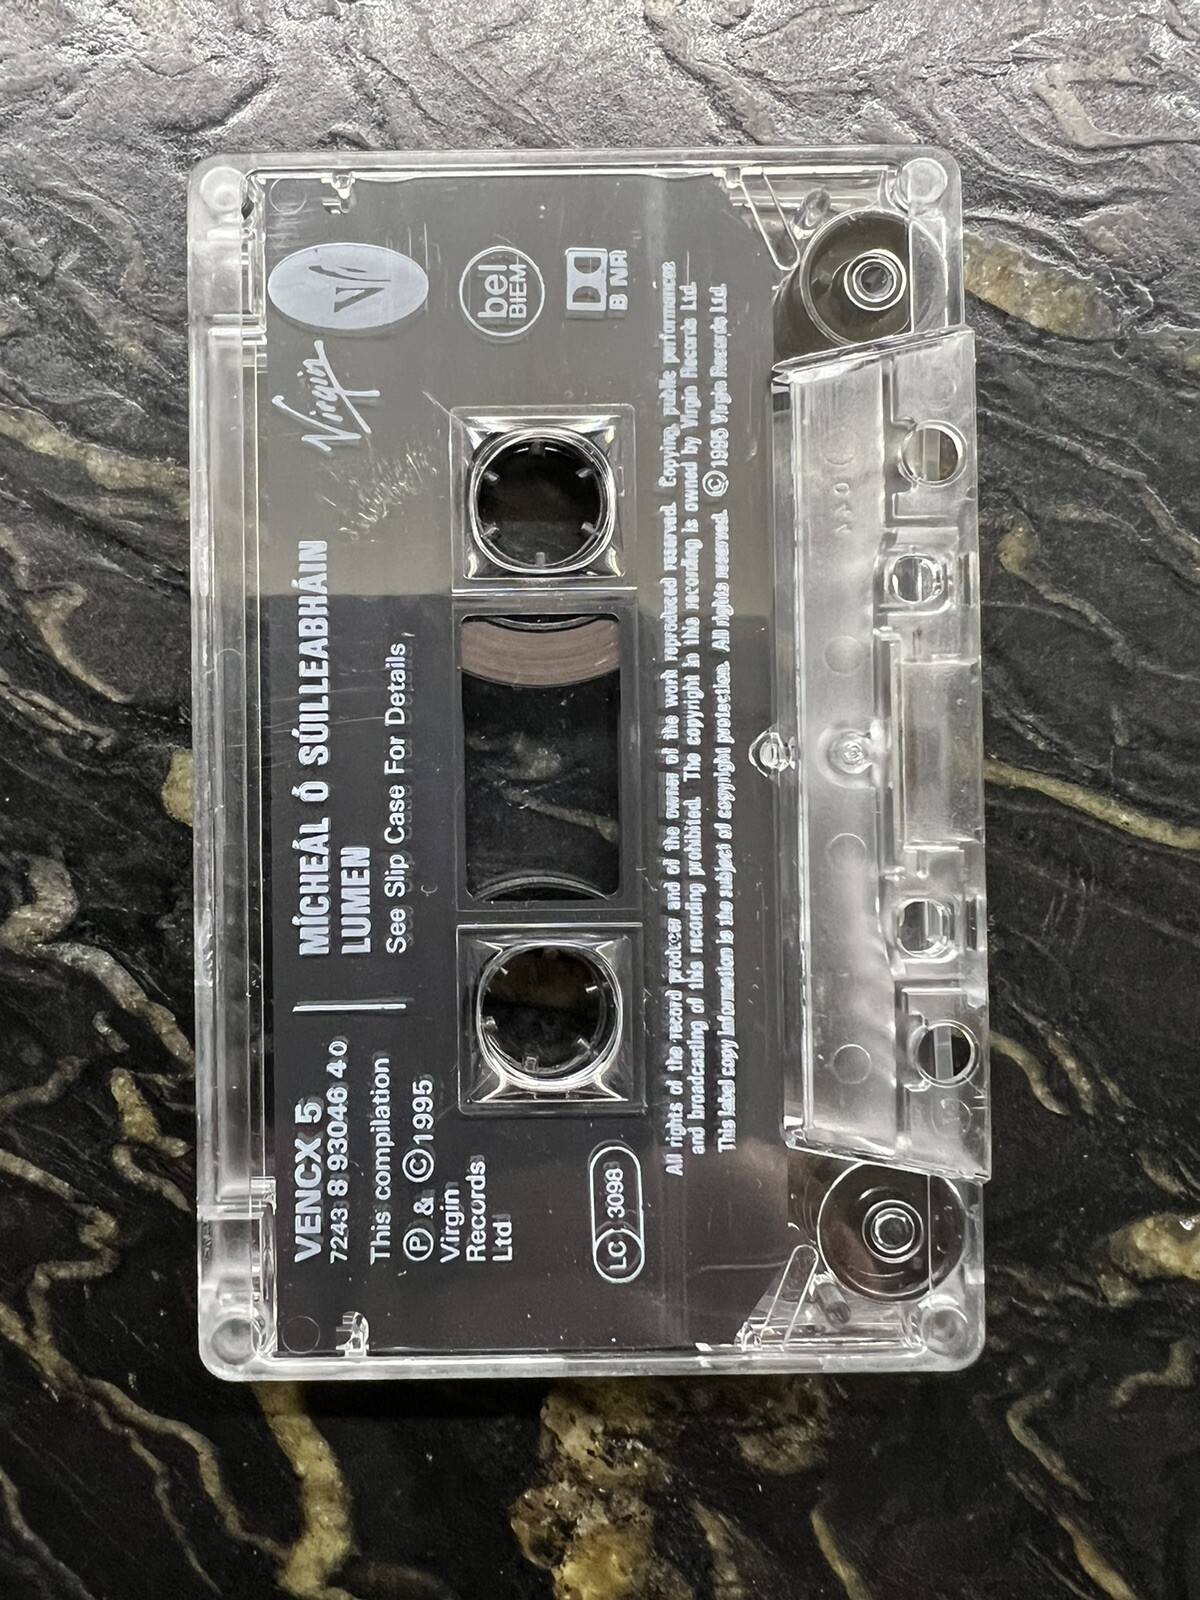 VENCX 5
7243 8 93046 4 0
This compilation
Ⓟ & Ⓒ 1995
Virgin
Records
Ltd
LC 3098
MÍCHEÁL Ó SÚILLEABHÁIN
LUMEN
See Slip Case For Details
Virgin
V
bel
BIEM
B NR
All rights of the record producer and of the owner of the work reproduced reserved. Copying, public performances
and broadcasting of this recording prohibited. The copyright in this recording is owned by Virgin Records Ltd.
This label copy information is the subject of copyright protection. All rights reserved. Ⓒ 1995 Virgin Records Ltd.